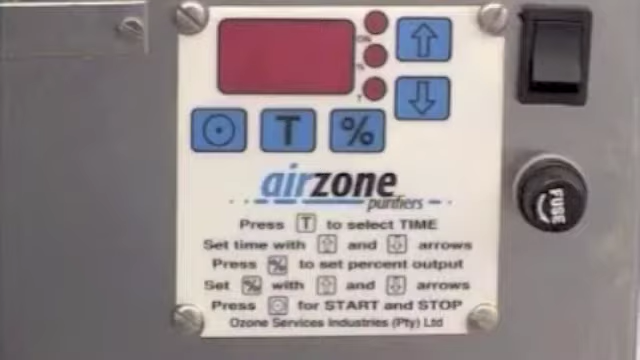 ON
%
T
T %
airzone
purifiers
Press T to select TIME
Set time with ⇧ and ⇩ arrows
Press % to set percent output
Set % with ⇧ and ⇩ arrows
Press ⊙ for START and STOP
Ozone Services Industries (Pty) Ltd
FUSE